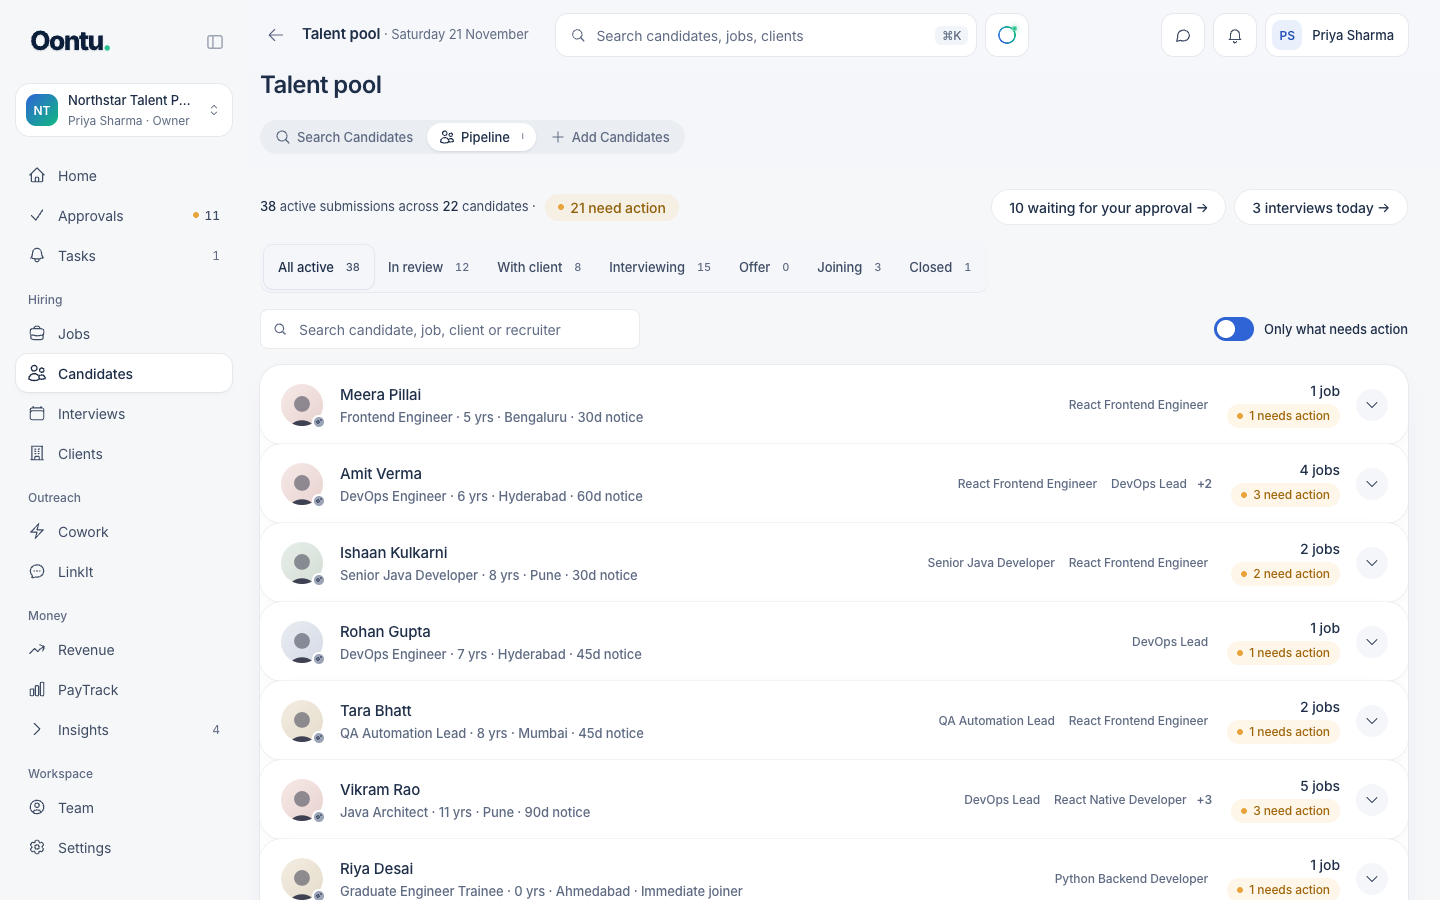 Oontu.
Talent pool · Saturday 21 November
Search candidates, jobs, clients
⌘K
PS
Priya Sharma
NT
Northstar Talent P...
Priya Sharma · Owner
Home
Approvals
11
Tasks
1
Hiring
Jobs
Candidates
Interviews
Clients
Outreach
Cowork
LinkIt
Money
Revenue
PayTrack
Insights
4
Workspace
Team
Settings
Talent pool
Search Candidates
Pipeline
Add Candidates
38 active submissions across 22 candidates ·
21 need action
10 waiting for your approval →
3 interviews today →
All active 38
In review 12
With client 8
Interviewing 15
Offer 0
Joining 3
Closed 1
Search candidate, job, client or recruiter
Only what needs action
Meera Pillai
Frontend Engineer · 5 yrs · Bengaluru · 30d notice
React Frontend Engineer
1 job
1 needs action
Amit Verma
DevOps Engineer · 6 yrs · Hyderabad · 60d notice
React Frontend Engineer DevOps Lead +2
4 jobs
3 need action
Ishaan Kulkarni
Senior Java Developer · 8 yrs · Pune · 30d notice
Senior Java Developer React Frontend Engineer
2 jobs
2 need action
Rohan Gupta
DevOps Engineer · 7 yrs · Hyderabad · 45d notice
DevOps Lead
1 job
1 needs action
Tara Bhatt
QA Automation Lead · 8 yrs · Mumbai · 45d notice
QA Automation Lead React Frontend Engineer
2 jobs
1 needs action
Vikram Rao
Java Architect · 11 yrs · Pune · 90d notice
DevOps Lead React Native Developer +3
5 jobs
3 need action
Riya Desai
Graduate Engineer Trainee · 0 yrs · Ahmedabad · Immediate joiner
Python Backend Developer
1 job
1 needs action